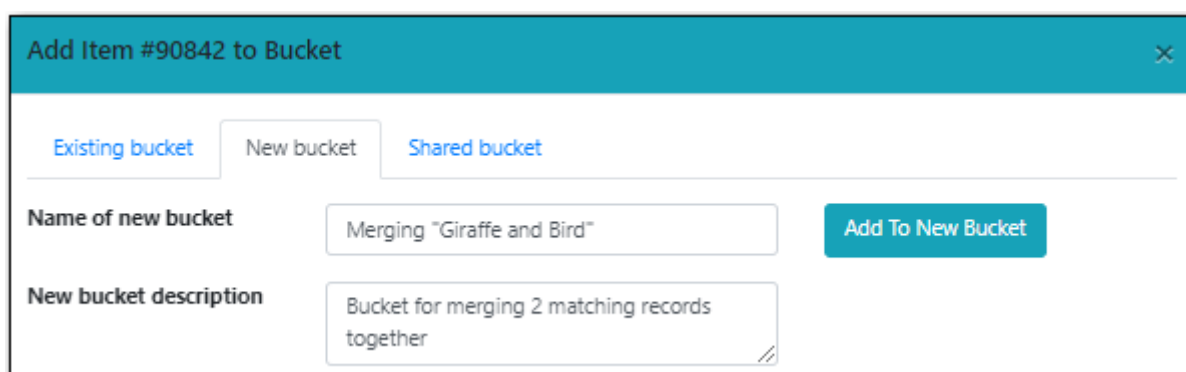 Add Item #90842 to Bucket
×
Existing bucket New bucket Shared bucket
Name of new bucket Merging "Giraffe and Bird" Add To New Bucket
New bucket description Bucket for merging 2 matching records
together